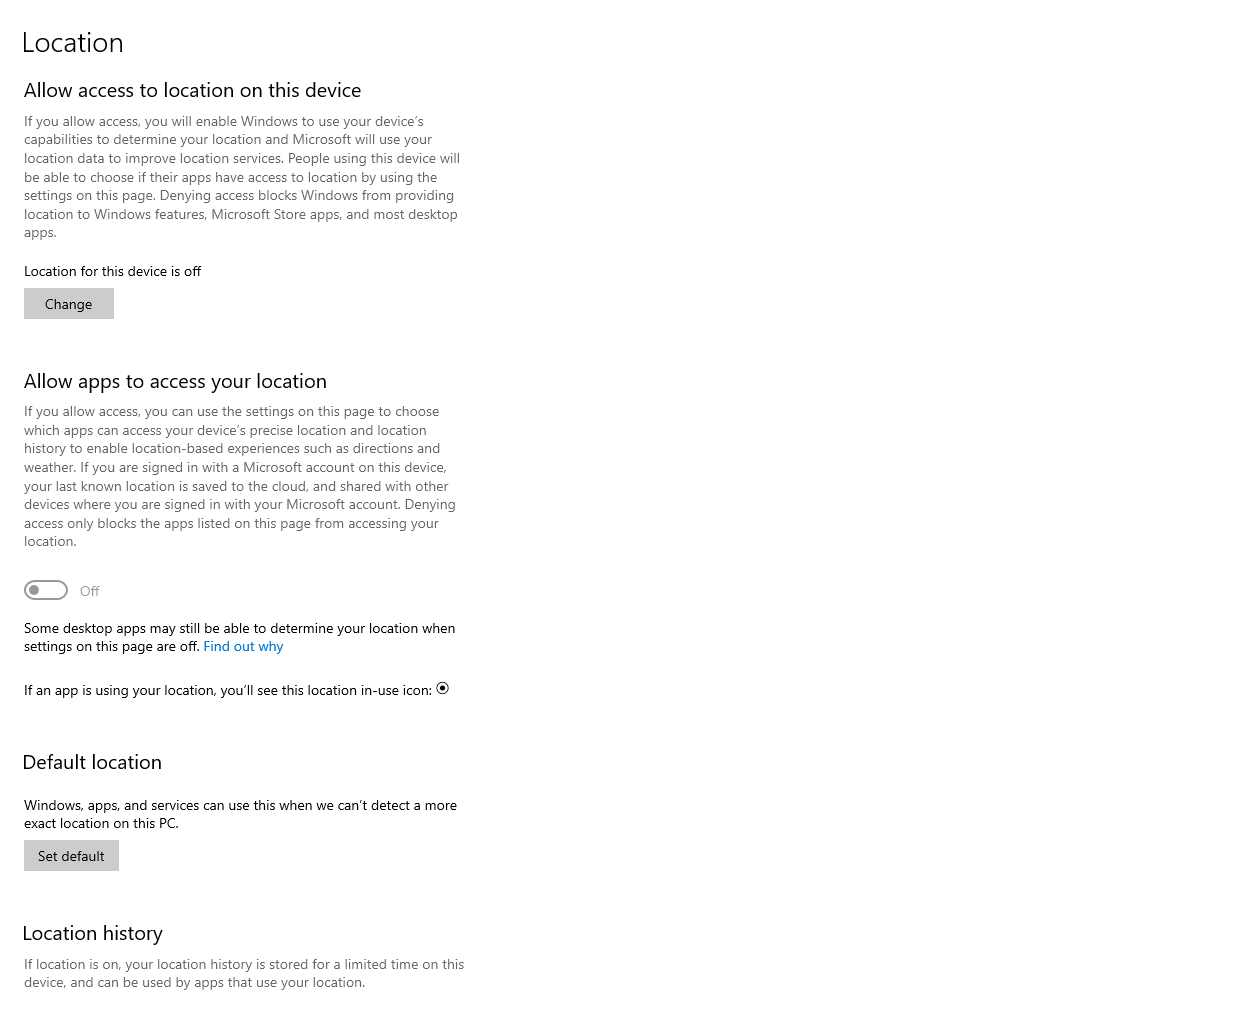 Location
Allow access to location on this device
If you allow access, you will enable Windows to use your device’s
capabilities to determine your location and Microsoft will use your
location data to improve location services. People using this device will
be able to choose if their apps have access to location by using the
settings on this page. Denying access blocks Windows from providing
location to Windows features, Microsoft Store apps, and most desktop
apps.
Location for this device is off
Change
Allow apps to access your location
If you allow access, you can use the settings on this page to choose
which apps can access your device’s precise location and location
history to enable location-based experiences such as directions and
weather. If you are signed in with a Microsoft account on this device,
your last known location is saved to the cloud, and shared with other
devices where you are signed in with your Microsoft account. Denying
access only blocks the apps listed on this page from accessing your
location.
Off
Some desktop apps may still be able to determine your location when
settings on this page are off. Find out why
If an app is using your location, you’ll see this location in-use icon:
Default location
Windows, apps, and services can use this when we can’t detect a more
exact location on this PC.
Set default
Location history
If location is on, your location history is stored for a limited time on this
device, and can be used by apps that use your location.